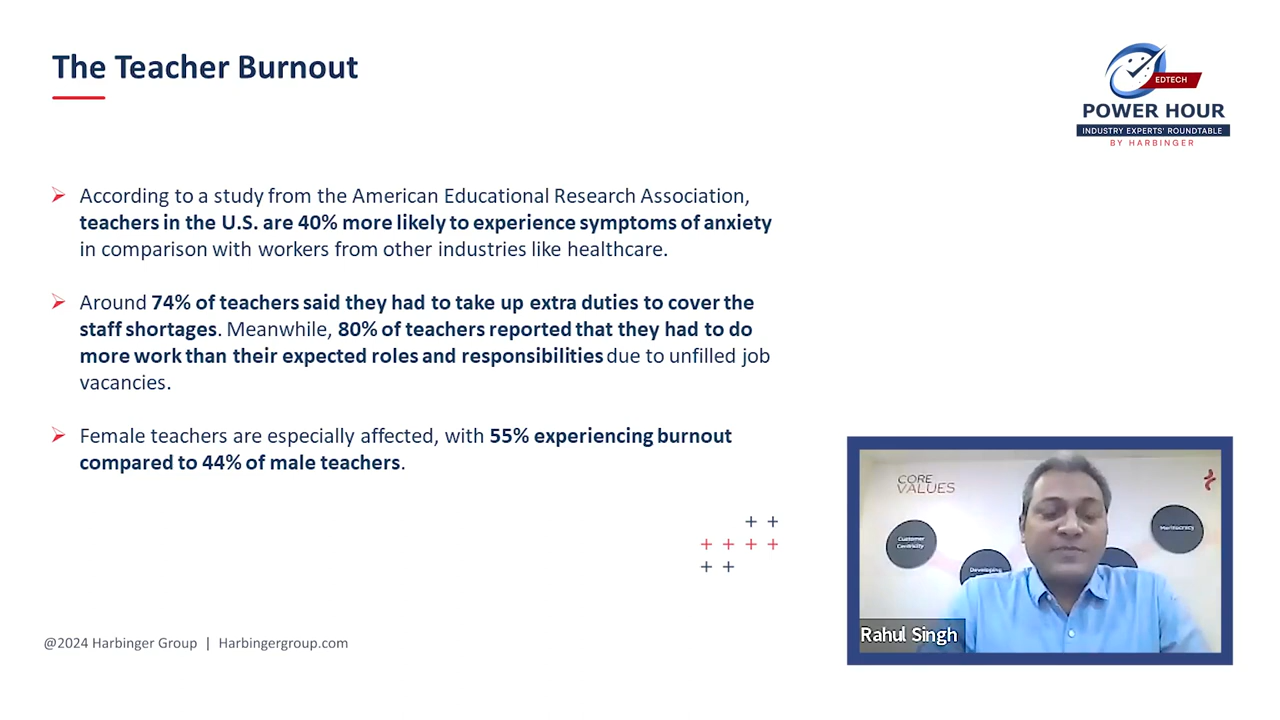 The Teacher Burnout
EDTECH
POWER HOUR
INDUSTRY EXPERTS' ROUNDTABLE
BY HARBINGER
According to a study from the American Educational Research Association,
teachers in the U.S. are 40% more likely to experience symptoms of anxiety
in comparison with workers from other industries like healthcare.
Around 74% of teachers said they had to take up extra duties to cover the
staff shortages. Meanwhile, 80% of teachers reported that they had to do
more work than their expected roles and responsibilities due to unfilled job
vacancies.
Female teachers are especially affected, with 55% experiencing burnout
compared to 44% of male teachers.
CORE
VALUES
Customer
Centricity
Developing
Meritocracy
Rahul Singh
@2024 Harbinger Group | Harbingergroup.com